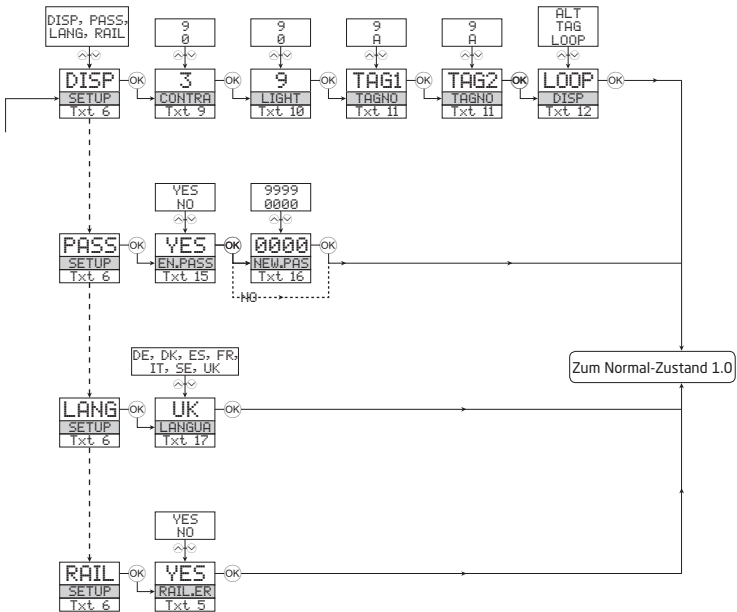 DISP, PASS,
LANG, RAIL
9
0
9
0
9
A
9
A
ALT
TAG
LOOP
DISP
SETUP
Txt 6
OK
3
CONTRA
Txt 9
OK
9
LIGHT
Txt 10
OK
TAG1
TAGNO
Txt 11
OK
TAG2
TAGNO
Txt 11
OK
LOOP
DISP
Txt 12
OK
YES
NO
9999
0000
PASS
SETUP
Txt 6
OK
YES
EN.PASS
Txt 15
OK
0000
NEW.PAS
Txt 16
OK
NO
Zum Normal-Zustand 1.0
DE, DK, ES, FR,
IT, SE, UK
LANG
SETUP
Txt 6
OK
UK
LANGUA
Txt 17
OK
YES
NO
RAIL
SETUP
Txt 6
OK
YES
RAIL.ER
Txt 5
OK